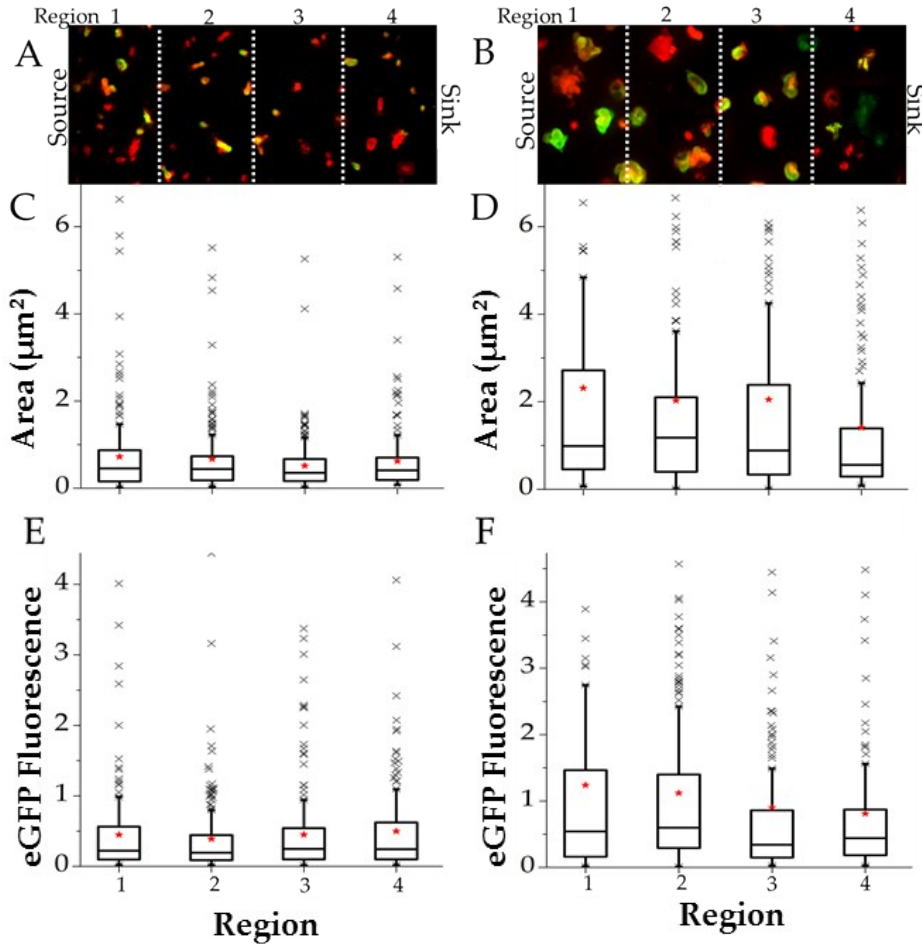 Region 1 2 3 4
Region 1 2 3 4
A
Source
Sink
B
Source
Sink
C
Area (μm²)
6
4
2
0
D
Area (μm²)
6
4
2
0
E
eGFP Fluorescence
4
3
2
1
0
1 2 3 4
Region
F
eGFP Fluorescence
4
3
2
1
0
1 2 3 4
Region